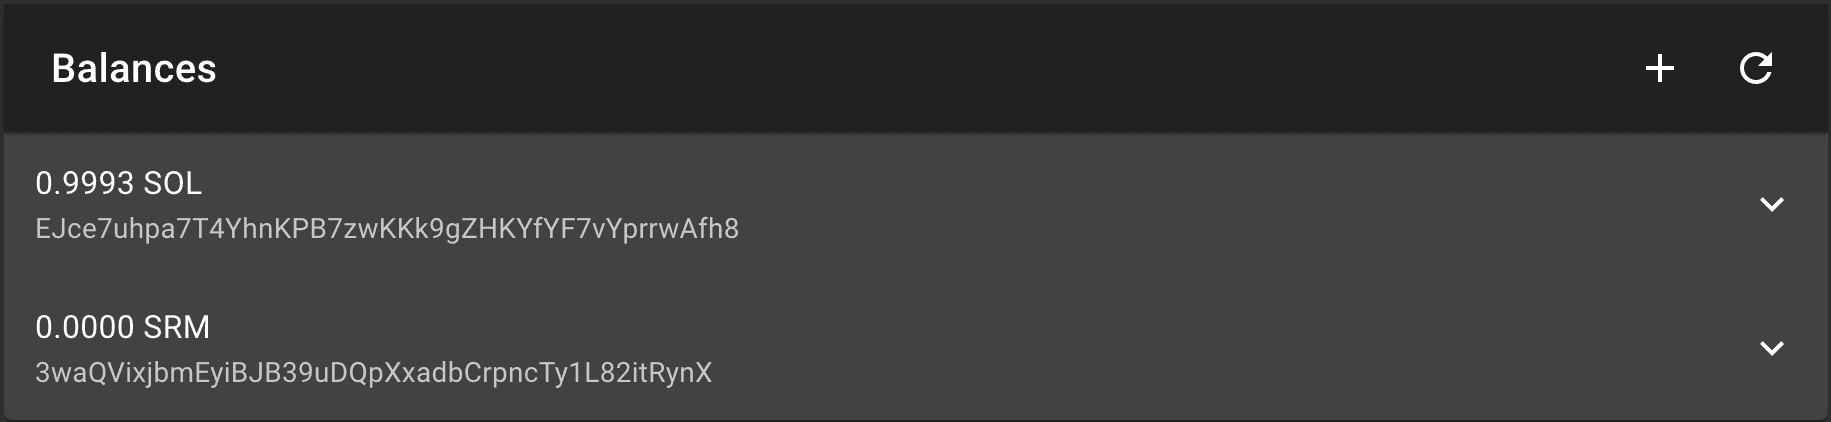 Balances
0.9993 SOL
EJce7uhpa7T4YhnKPB7zwKKk9gZHKYfYF7vYprrwAfh8
0.0000 SRM
3waQVixjbmEyiBJB39uDQpXxadbCrpncTy1L82itRynX